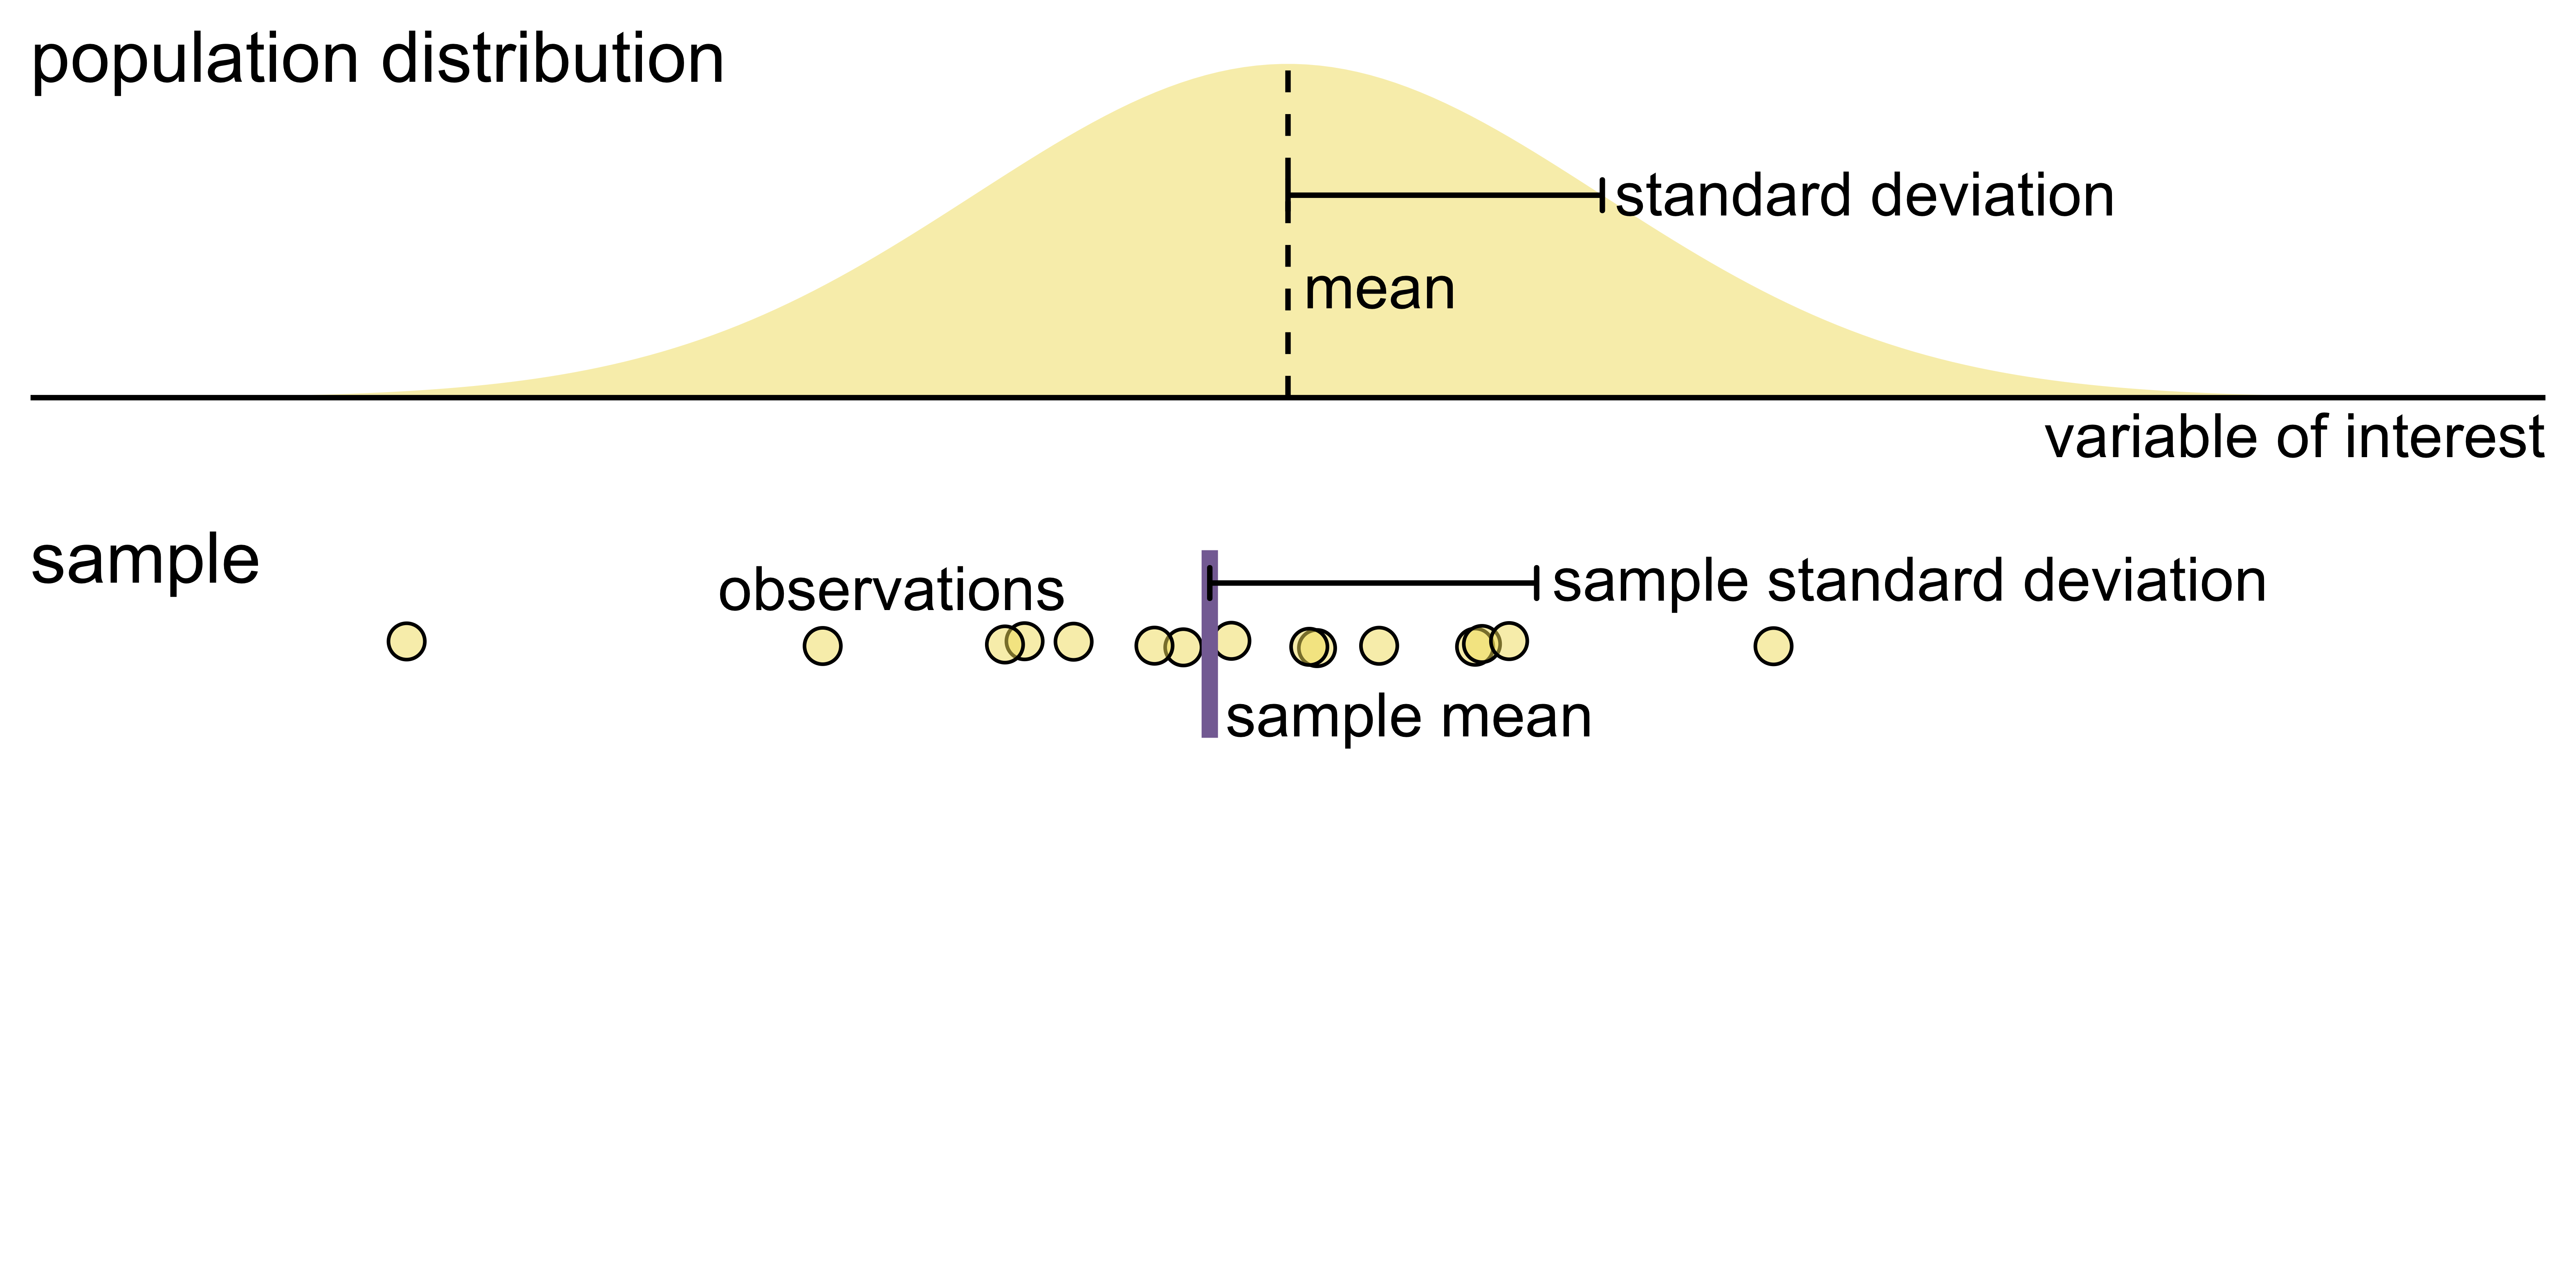 population distribution
standard deviation
mean
variable of interest
sample
observations
sample standard deviation
sample mean